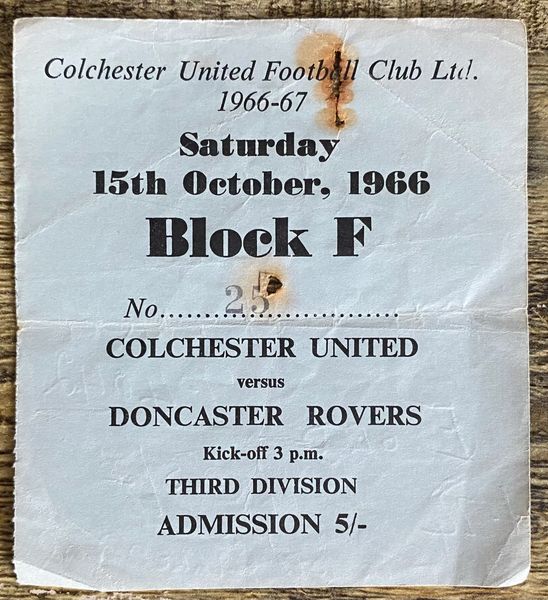 Colchester United Football Club Ltd.
1966-67
Saturday
15th October, 1966
Block F
No.......25.......................
COLCHESTER UNITED
versus
DONCASTER ROVERS
Kick-off 3 p.m.
THIRD DIVISION
ADMISSION 5/-